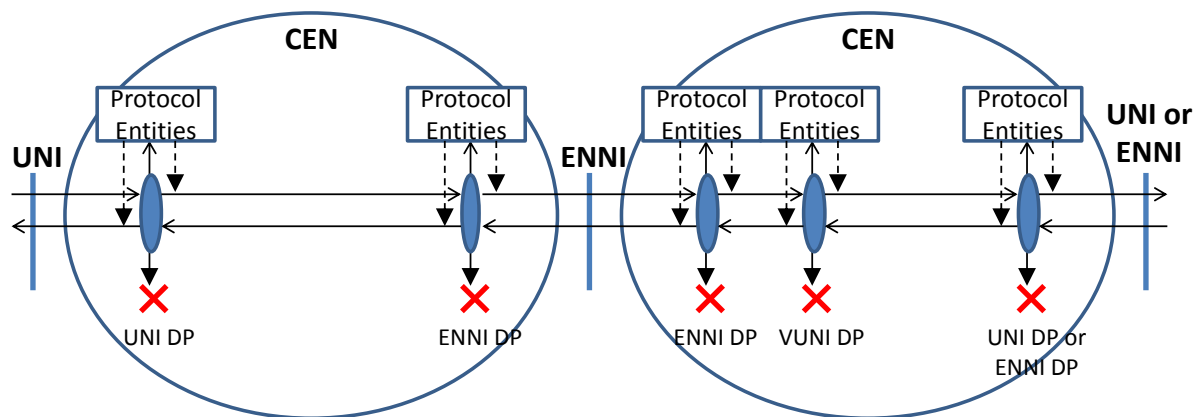 CEN
CEN
Protocol
Entities
Protocol
Entities
Protocol
Entities
Protocol
Entities
Protocol
Entities
UNI
ENNI
UNI or
ENNI
UNI DP
ENNI DP
ENNI DP
VUNI DP
UNI DP or
ENNI DP